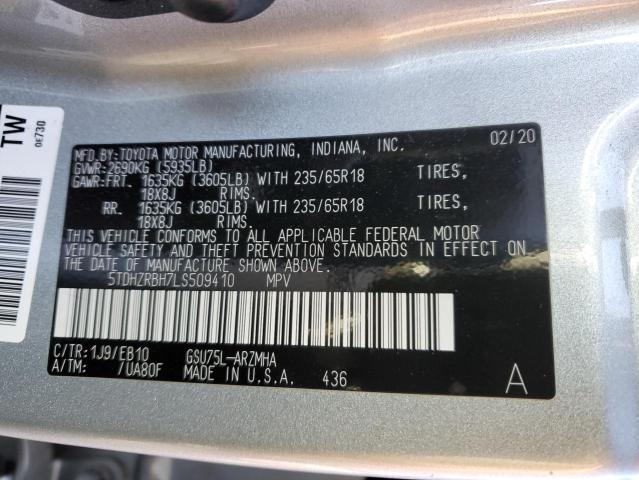 TW
0E730
MFD.BY:TOYOTA MOTOR MANUFACTURING, INDIANA, INC. 02/20
GVWR:2690KG (5935LB)
GAWR:FRT. 1635KG (3605LB) WITH 235/65R18 TIRES,
18X8J RIMS.
RR. 1635KG (3605LB) WITH 235/65R18 TIRES,
18X8J RIMS.
THIS VEHICLE CONFORMS TO ALL APPLICABLE FEDERAL MOTOR
VEHICLE SAFETY AND THEFT PREVENTION STANDARDS IN EFFECT ON
THE DATE OF MANUFACTURE SHOWN ABOVE.
5TDHZRBH7LS509410 MPV
C/TR:1J9/EB10 GSU75L-ARZMHA
A/TM: /UA80F MADE IN U.S.A. 436 A